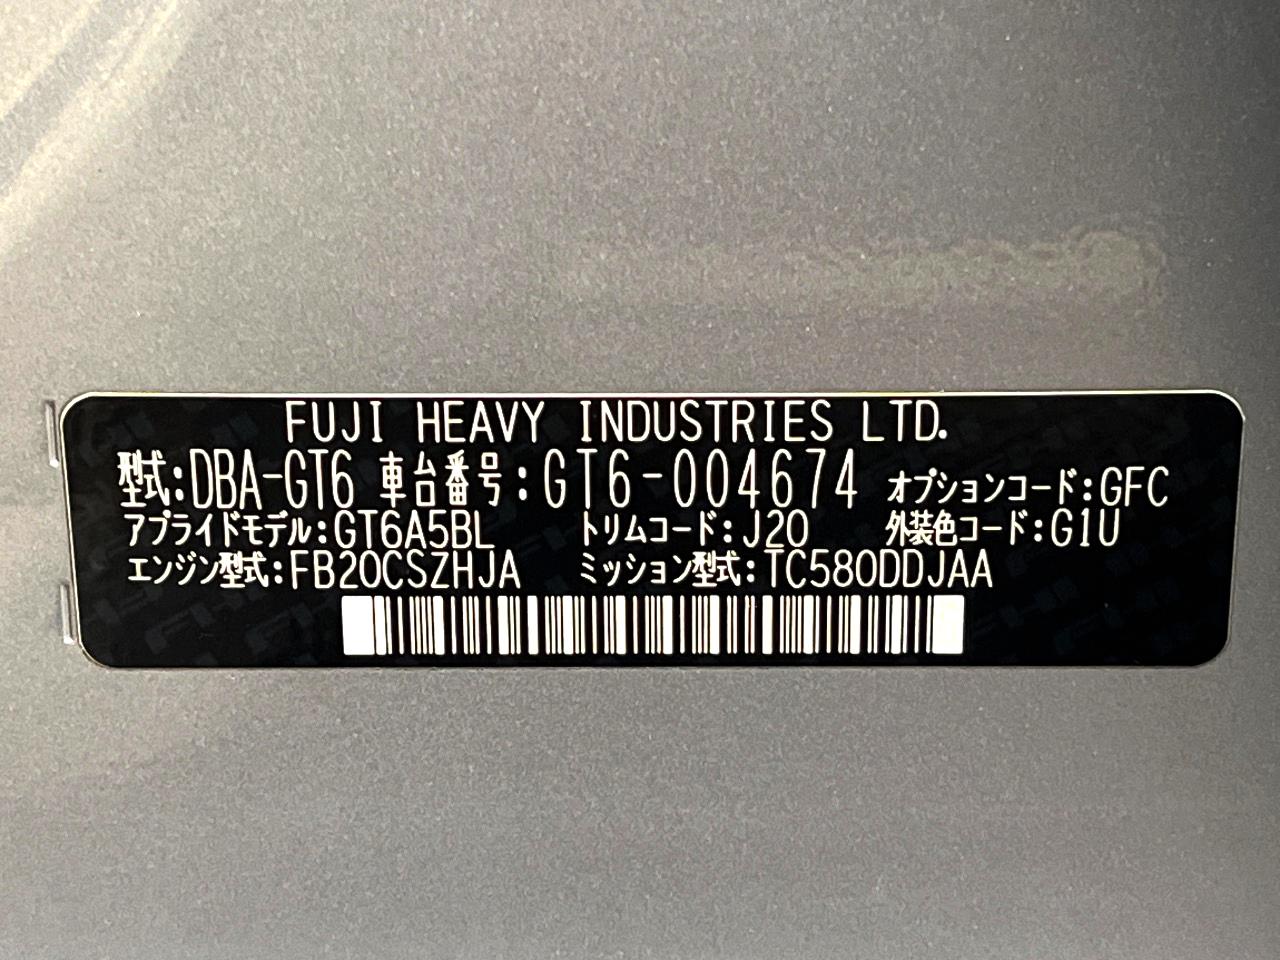 FUJI HEAVY INDUSTRIES LTD.
型式:DBA-GT6 車台番号:GT6-004674 オプションコード:GFC
アプライドモデル:GT6A5BL トリムコード:J20 外装色コード:G1U
エンジン型式:FB20CSZHJA ミッション型式:TC580DDJAA